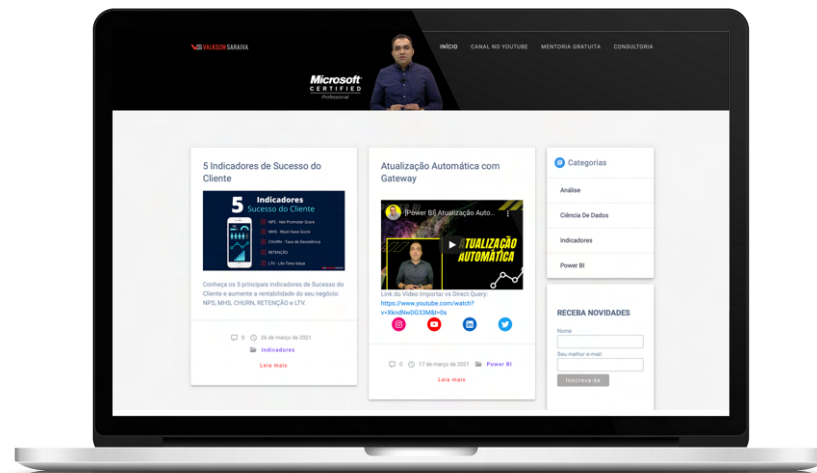 VS VALKSON SARAIVA
INÍCIO
CANAL NO YOUTUBE
MENTORIA GRATUITA
CONSULTORIA
Microsoft
CERTIFIED
Professional
5 Indicadores de Sucesso do
Cliente
5 Indicadores
Sucesso do Cliente
NPS - Net Promoter Score
MHS - Must Have Score
CHURN - Taxa de Desistência
RETENÇÃO
LTV - Life Time Value
Conheça os 5 principais indicadores de Sucesso do
Cliente e aumente a rentabilidade do seu negócio:
NPS, MHS, CHURN, RETENÇÃO e LTV.
0 26 de março de 2021
Indicadores
Leia mais
Atualização Automática com
Gateway
[Power BI] Atualização Auto...
ATUALIZAÇÃO
AUTOMÁTICA
Link do Vídeo Importar vs Direct Query:
https://www.youtube.com/watch?
v=XkndNwDG33M&t=0s
0 17 de março de 2021 Power BI
Leia mais
Categorias
Análise
Ciência De Dados
Indicadores
Power BI
RECEBA NOVIDADES
Nome
Seu melhor e-mail:
Inscreva-se